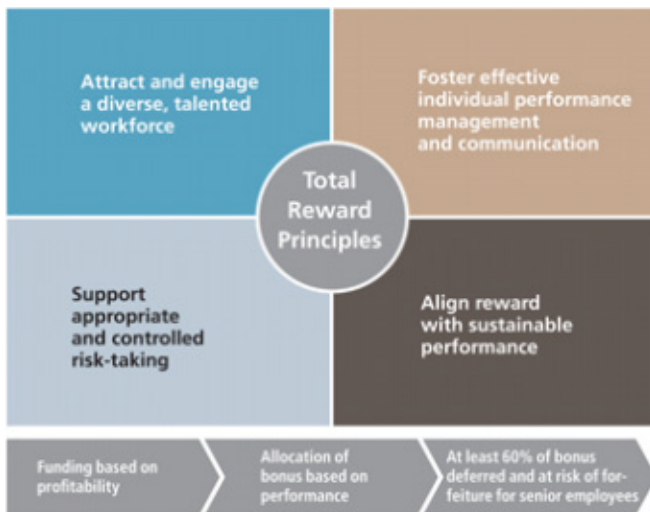 Attract and engage
a diverse, talented
workforce
Foster effective
individual performance
management
and communication
Total
Reward
Principles
Support
appropriate
and controlled
risk-taking
Align reward
with sustainable
performance
Funding based on
profitability
Allocation of
bonus based on
performance
At least 60% of bonus
deferred and at risk of for-
feiture for senior employees